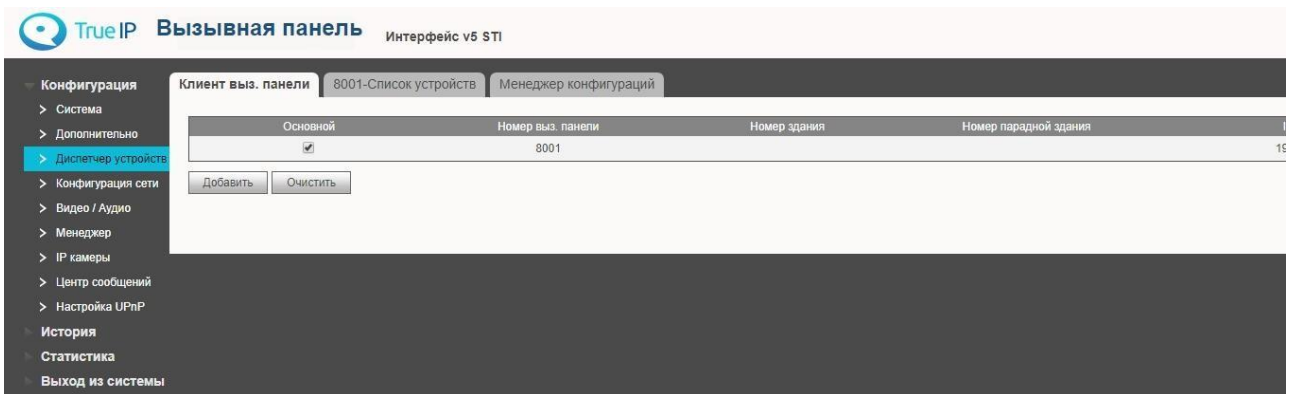 True IP Вызывная панель Интерфейс v5 STI
Конфигурация
Клиент выз. панели 8001-Список устройств Менеджер конфигураций
> Система
> Дополнительно
> Диспетчер устройств
> Конфигурация сети
> Видео / Аудио
> Менеджер
> IP камеры
> Центр сообщений
> Настройка UPnP
История
Статистика
Выход из системы
Основной Номер выз. панели Номер здания Номер парадной здания
8001
Добавить Очистить